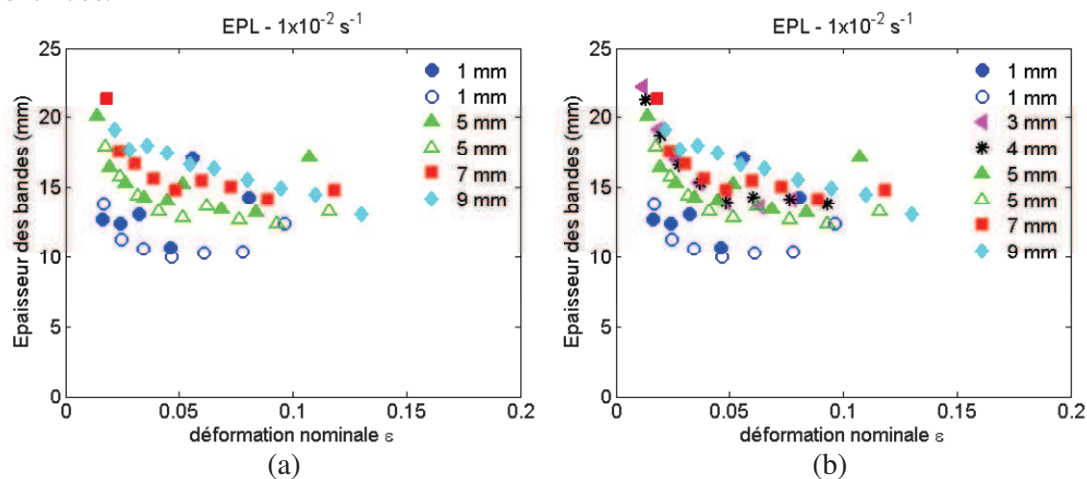 EPL - 1x10⁻² s⁻¹
Epaisseur des bandes (mm)
25
20
15
10
5
0
0
0.05
0.1
0.15
0.2
déformation nominale ε
1 mm
1 mm
5 mm
5 mm
7 mm
9 mm
(a)
EPL - 1x10⁻² s⁻¹
Epaisseur des bandes (mm)
25
20
15
10
5
0
0
0.05
0.1
0.15
0.2
déformation nominale ε
1 mm
1 mm
3 mm
4 mm
5 mm
5 mm
7 mm
9 mm
(b)